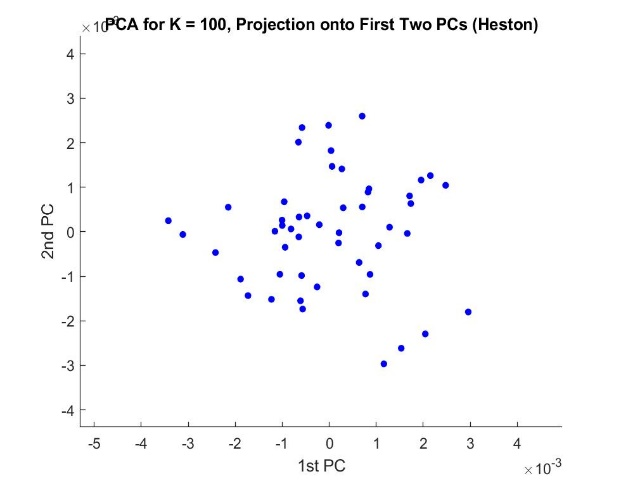 ×10
PCA for K = 100, Projection onto First Two PCs (Heston)
4
3
2
1
0
-1
-2
-3
-4
2nd PC
-5 -4 -3 -2 -1 0 1 2 3 4
1st PC
×10⁻³